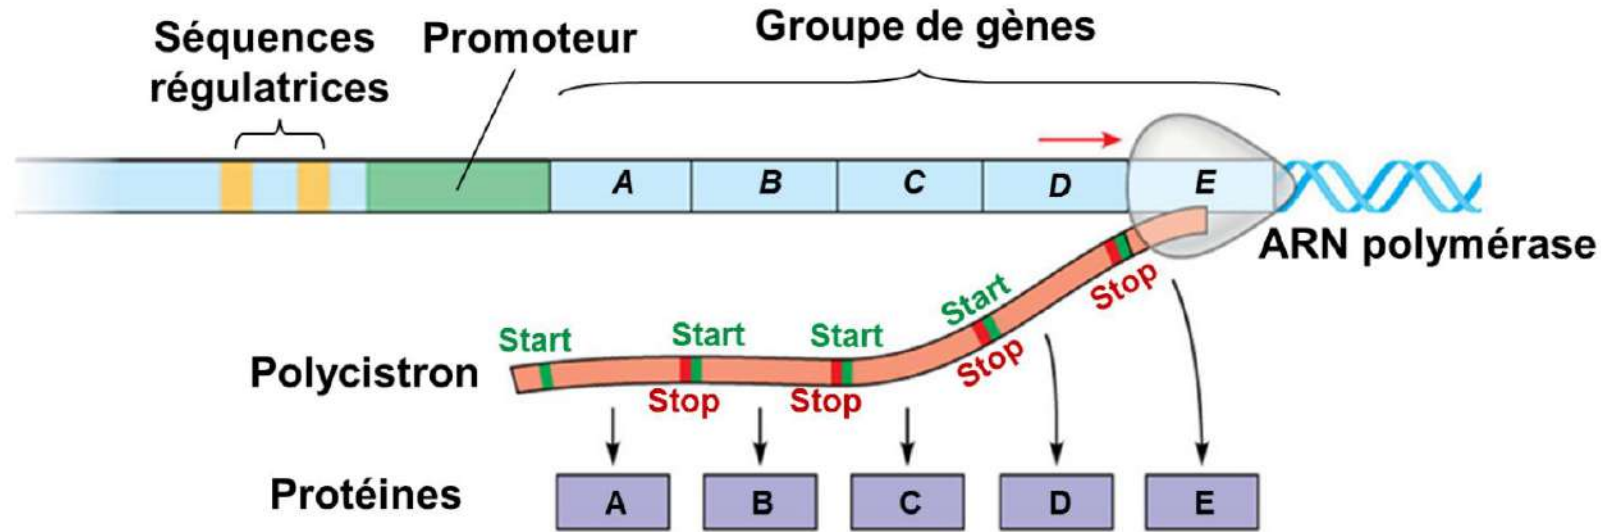 Séquences
régulatrices
Promoteur
Groupe de gènes
A B C D E
ARN polymérase
Start Start Start Start
Polycistron
Stop Stop Stop Stop
Protéines
A B C D E